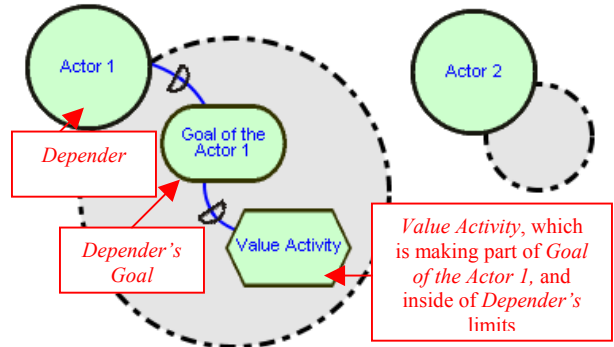 Actor 1
Actor 2
Goal of the
Actor 1
Depender
Depender's
Goal
Value Activity
Value Activity, which
is making part of Goal
of the Actor 1, and
inside of Depender's
limits